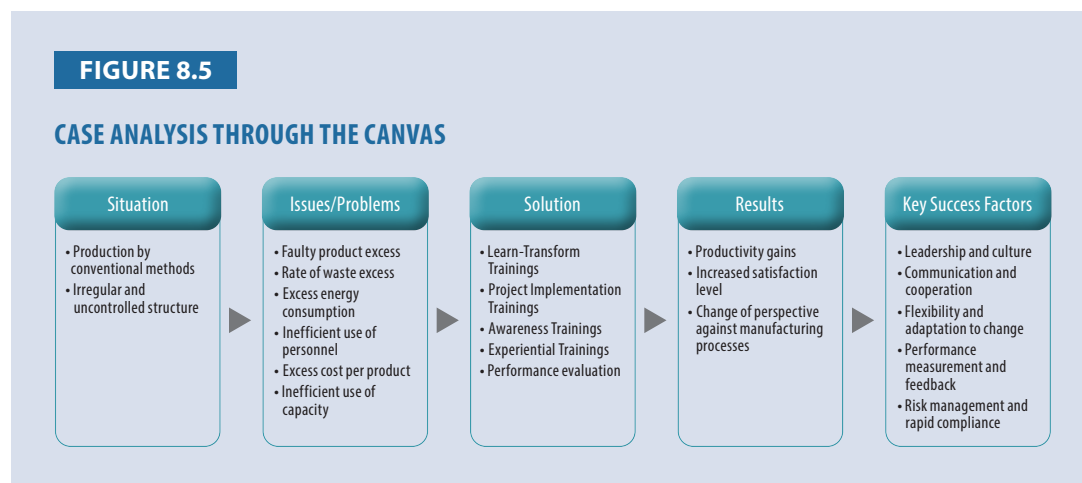 FIGURE 8.5
CASE ANALYSIS THROUGH THE CANVAS
Situation
• Production by
conventional methods
• Irregular and
uncontrolled structure
Issues/Problems
• Faulty product excess
• Rate of waste excess
• Excess energy
consumption
• Inefficient use of
personnel
• Excess cost per product
• Inefficient use of
capacity
Solution
• Learn-Transform
Trainings
• Project Implementation
Trainings
• Awareness Trainings
• Experiential Trainings
• Performance evaluation
Results
• Productivity gains
• Increased satisfaction
level
• Change of perspective
against manufacturing
processes
Key Success Factors
• Leadership and culture
• Communication and
cooperation
• Flexibility and
adaptation to change
• Performance
measurement and
feedback
• Risk management and
rapid compliance